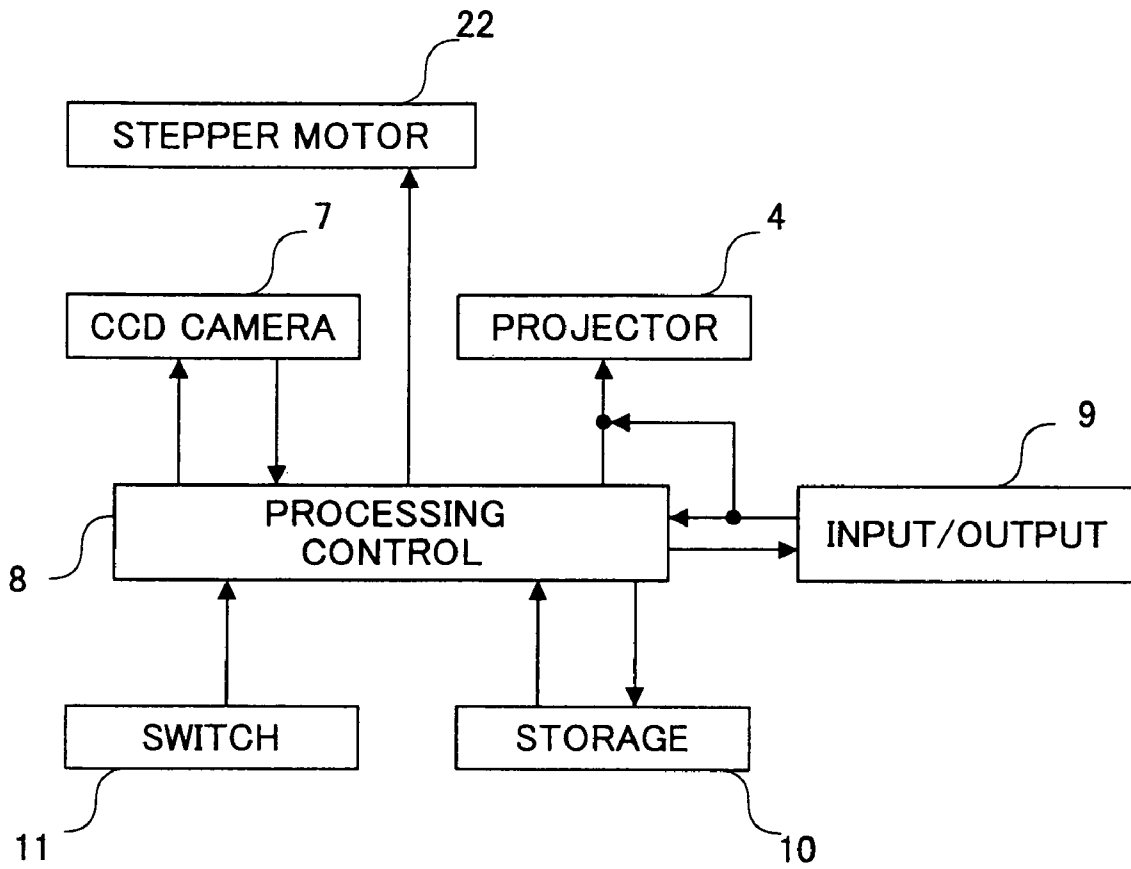 22
STEPPER MOTOR
7
4
CCD CAMERA
PROJECTOR
9
PROCESSING
CONTROL
INPUT/OUTPUT
8
SWITCH
STORAGE
11
10